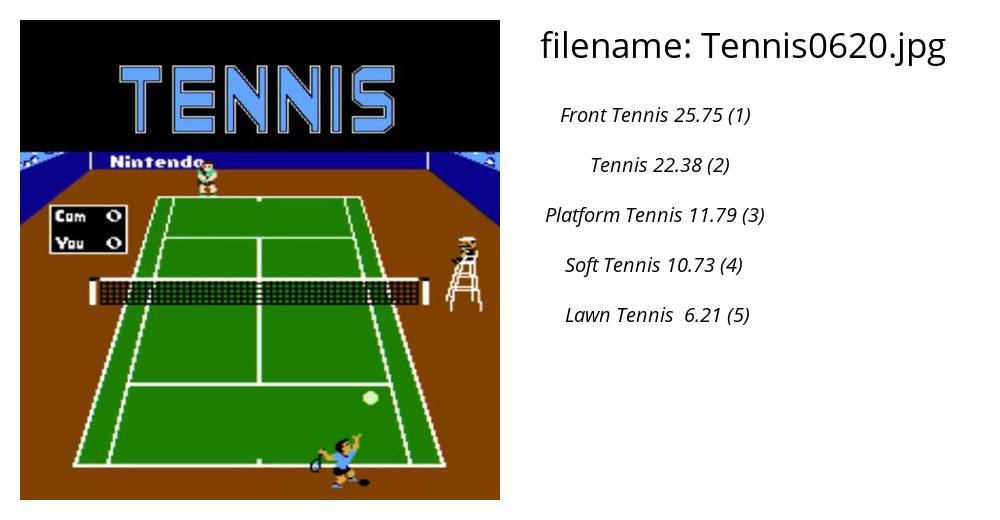 TENNIS
Nintendo
Com 0
You 0
filename: Tennis0620.jpg
Front Tennis 25.75 (1)
Tennis 22.38 (2)
Platform Tennis 11.79 (3)
Soft Tennis 10.73 (4)
Lawn Tennis  6.21 (5)